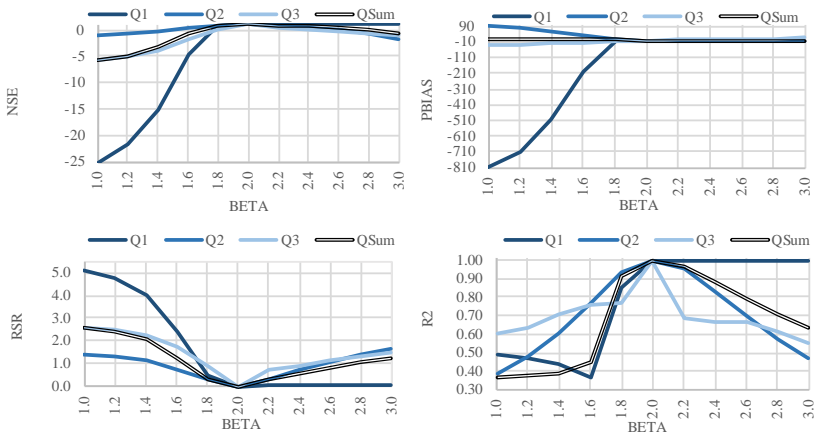 Q1 Q2 Q3 QSum
NSE
0
-5
-10
-15
-20
-25
1.0 1.2 1.4 1.6 1.8 2.0 2.2 2.4 2.6 2.8 3.0
BETA
Q1 Q2 Q3 QSum
PBIAS
90
-10
-110
-210
-310
-410
-510
-610
-710
-810
1.0 1.2 1.4 1.6 1.8 2.0 2.2 2.4 2.6 2.8 3.0
BETA
Q1 Q2 Q3 QSum
RSR
5.0
4.0
3.0
2.0
1.0
0.0
1.0 1.2 1.4 1.6 1.8 2.0 2.2 2.4 2.6 2.8 3.0
BETA
Q1 Q2 Q3 QSum
R2
1.00
0.90
0.80
0.70
0.60
0.50
0.40
0.30
1.0 1.2 1.4 1.6 1.8 2.0 2.2 2.4 2.6 2.8 3.0
BETA